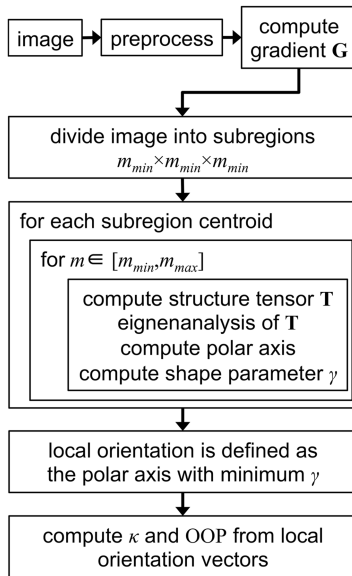 image
preprocess
compute
gradient G
divide image into subregions
m_min×m_min×m_min
for each subregion centroid
for m∈ [m_min,m_max]
compute structure tensor T
eignenanalysis of T
compute polar axis
compute shape parameter γ
local orientation is defined as
the polar axis with minimum γ
compute κ and OOP from local
orientation vectors